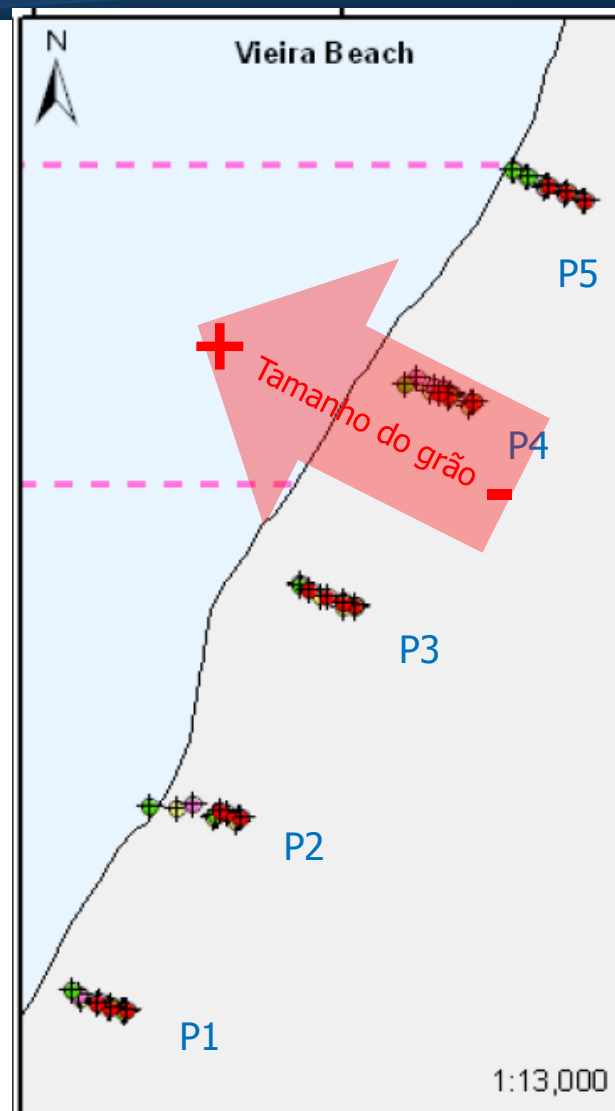 N
Vieira Beach
P5
+
Tamanho do grão
-
P4
P3
P2
P1
1:13,000